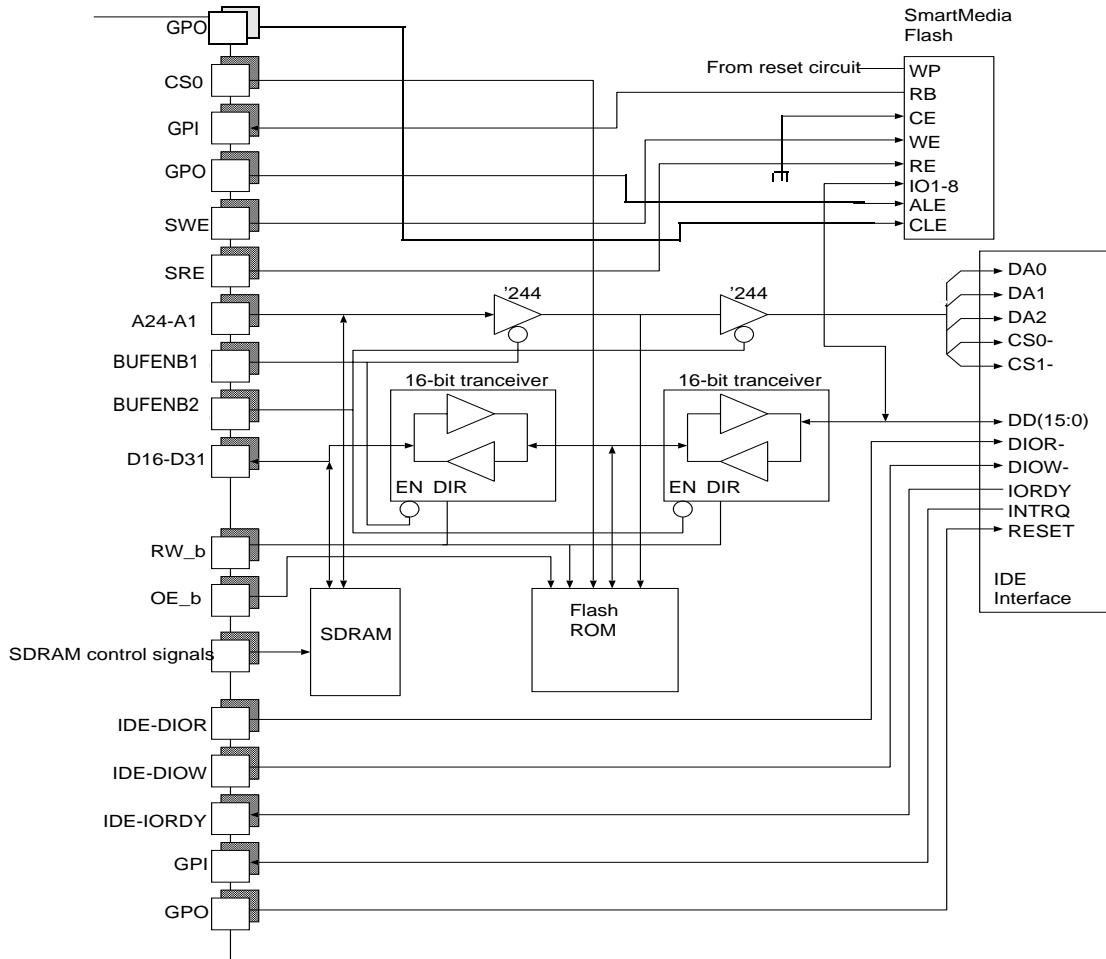 SmartMedia
Flash
GPO
CS0
GPI
GPO
SWE
SRE
A24-A1
BUFENB1
BUFENB2
D16-D31
RW_b
OE_b
SDRAM control signals
IDE-DIOR
IDE-DIOW
IDE-IORDY
GPI
GPO
From reset circuit
WP
RB
CE
WE
RE
IO1-8
ALE
CLE
'244
'244
16-bit tranceiver
EN DIR
16-bit tranceiver
EN DIR
SDRAM
Flash
ROM
DA0
DA1
DA2
CS0-
CS1-
DD(15:0)
DIOR-
DIOW-
IORDY
INTRQ
RESET
IDE
Interface